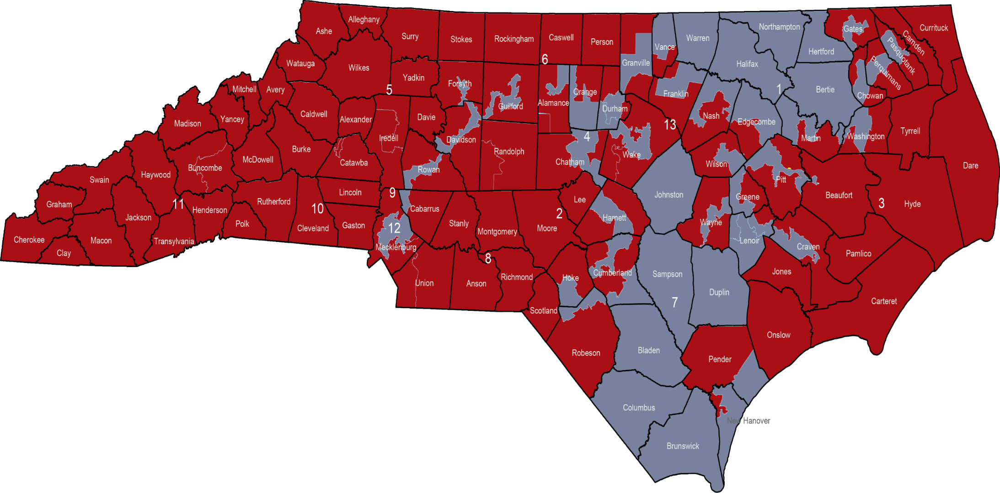 Alleghany
Ashe
Surry
Stokes
Rockingham
Caswell
Person
Northampton
Currituck
Gates
Camden
Pasquotank
Perquimans
Vance
Warren
Hertford
Halifax
Granville
Watauga
Wilkes
6
Yadkin
Forsyth
Mitchell
Avery
5
Orange
Alamance
Guilford
Durham
Franklin
1
Bertie
Chowan
Caldwell
Alexander
Davie
Nash
Edgecombe
Madison
Yancey
13
4
Iredell
Davidson
Martin
Washington
Tyrrell
Burke
Randolph
Wake
McDowell
Catawba
Chatham
Wilson
Dare
Buncombe
Rowan
Haywood
Swain
Pitt
9
Lincoln
Johnston
Greene
Beaufort
Lee
Rutherford
Graham
11
Henderson
10
Cabarrus
2
3
Hyde
Jackson
Harnett
Polk
Cleveland
Gaston
12
Stanly
Montgomery
Moore
Wayne
Cherokee
Macon
Transylvania
Lenoir
Mecklenburg
Craven
Clay
Pamlico
8
Jones
Cumberland
Hoke
Richmond
Sampson
Union
Anson
Duplin
7
Carteret
Scotland
Onslow
Robeson
Bladen
Pender
Columbus
New Hanover
Brunswick